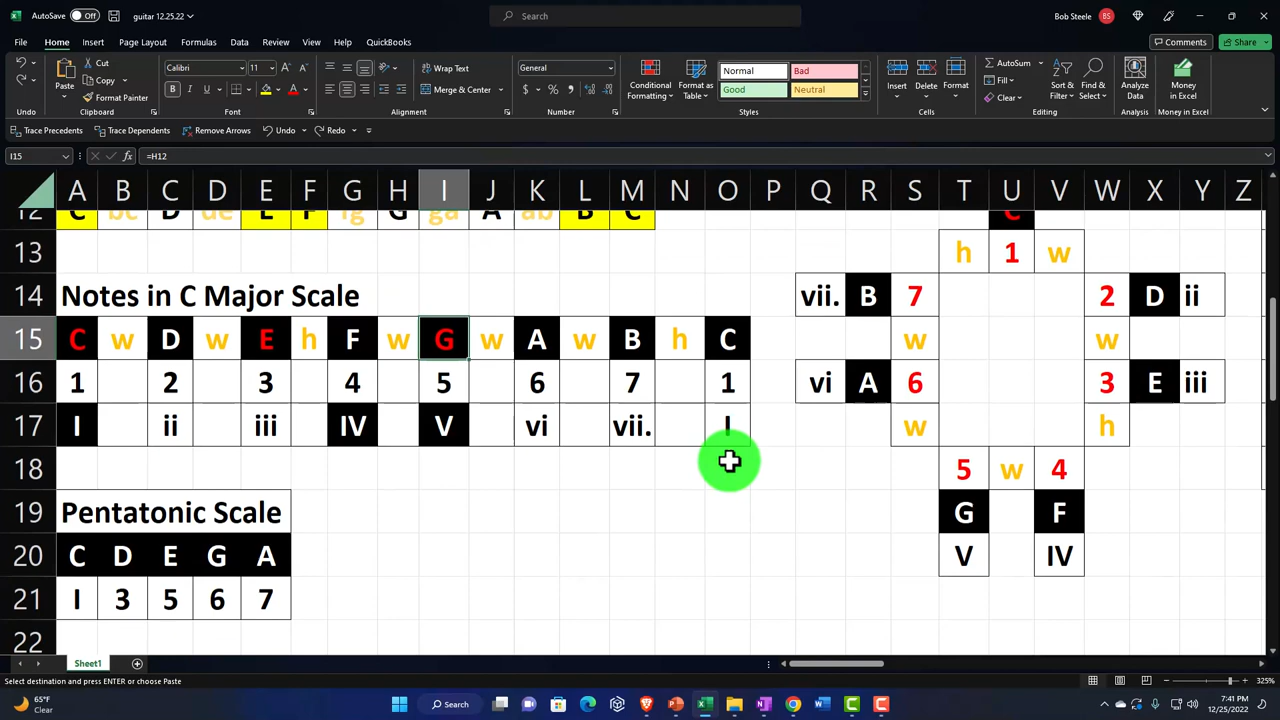 AutoSave Off guitar 12.25.22 Search Bob Steele BS
File Home Insert Page Layout Formulas Data Review View Help QuickBooks Comments Share
Paste Cut Copy Format Painter Calibri 11 Wrap Text Merge & Center General Conditional Formatting Format as Table Normal Bad Good Neutral Insert Delete Format AutoSum Fill Clear Sort & Filter Find & Select Analyze Data Money in Excel
Undo Clipboard Font Alignment Number Styles Cells Editing Analysis Money in Excel
Trace Precedents Trace Dependents Remove Arrows Undo Redo
I15 fx =H12
A B C D E F G H I J K L M N O P Q R S T U V W X Y Z
12 C bc D de E F fg G ga A ab B C C
13 h 1 w
14 Notes in C Major Scale vii. B 7 2 D ii
15 C w D w E h F w G w A w B h C w w
16 1 2 3 4 5 6 7 1 vi A 6 3 E iii
17 I ii iii IV V vi vii. I w h
18 5 w 4
19 Pentatonic Scale G F
20 C D E G A V IV
21 I 3 5 6 7
22
Sheet1
Select destination and press ENTER or choose Paste 325%
65°F Clear Search 7:41 PM 12/25/2022